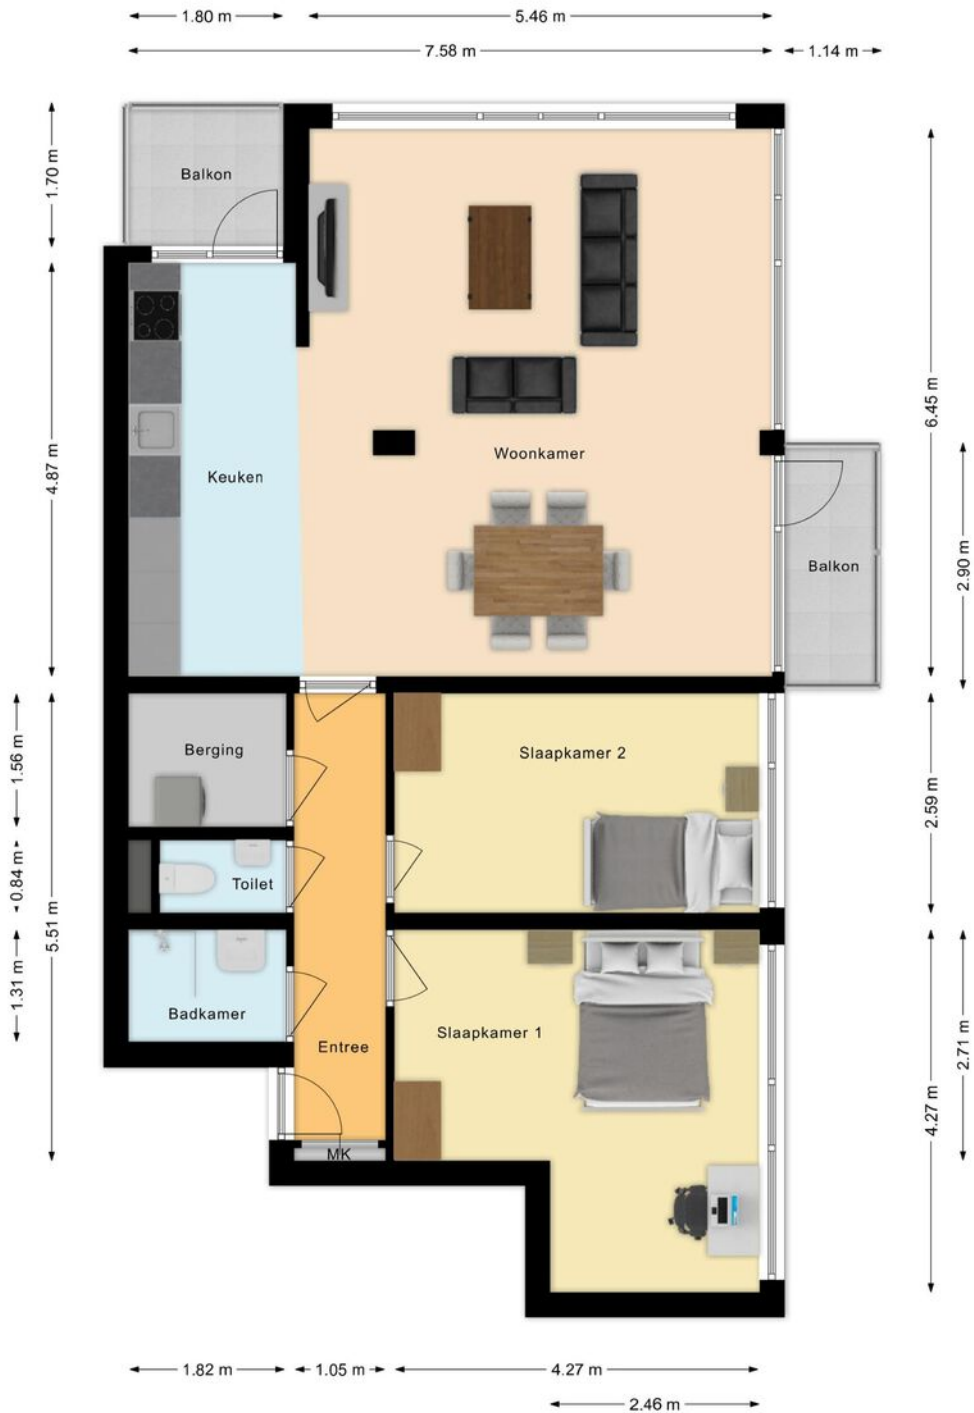 1.80 m
5.46 m
7.58 m
1.14 m
1.70 m
Balkon
6.45 m
4.87 m
Woonkamer
Keuken
Balkon
2.90 m
1.56 m
Berging
Slaapkamer 2
2.59 m
0.84 m
Toilet
5.51 m
1.31 m
Badkamer
Slaapkamer 1
Entree
2.71 m
4.27 m
MK
1.82 m
1.05 m
4.27 m
2.46 m